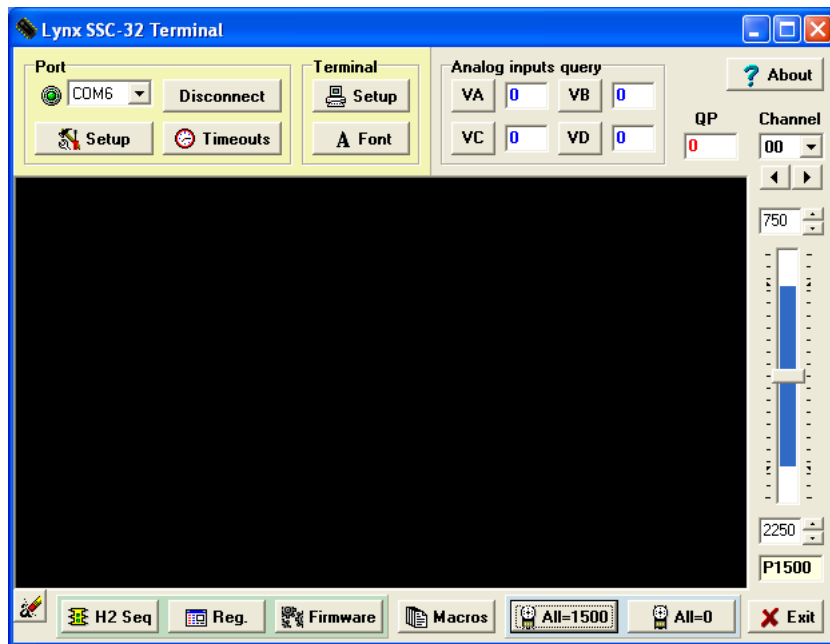 Lynx SSC-32 Terminal
Port
COM6
Disconnect
Setup
Timeouts
Terminal
Setup
A Font
Analog inputs query
VA 0 VB 0
VC 0 VD 0
? About
QP
0
Channel
00
750
2250
P1500
H2 Seq
Reg.
Firmware
Macros
All=1500
All=0
Exit